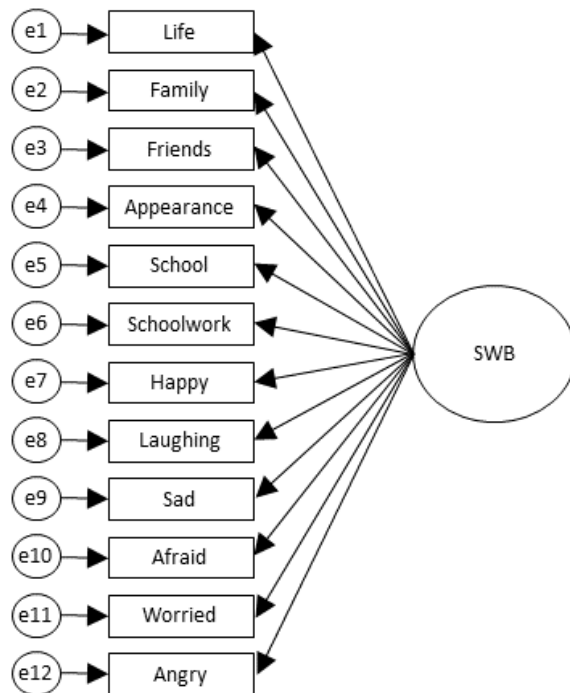 e1 Life
e2 Family
e3 Friends
e4 Appearance
e5 School
e6 Schoolwork
SWB
e7 Happy
e8 Laughing
e9 Sad
e10 Afraid
e11 Worried
e12 Angry